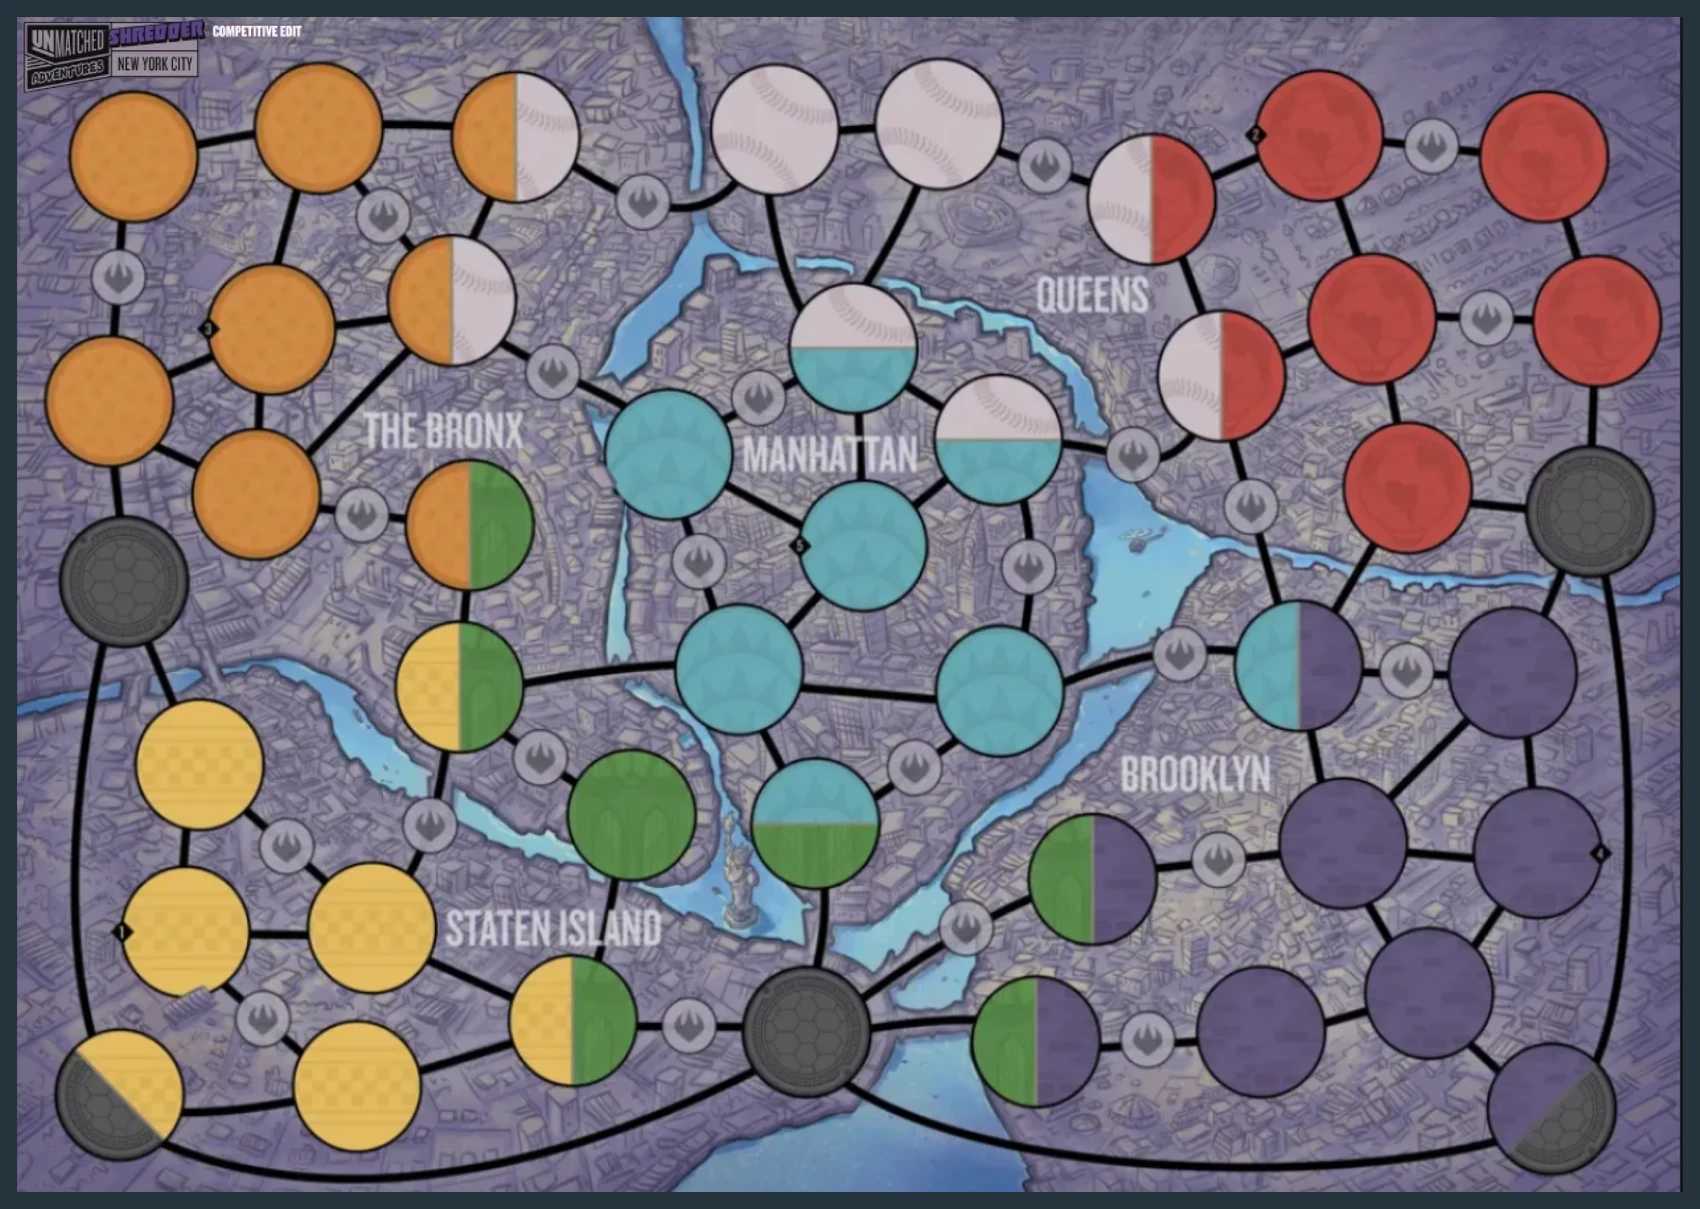 UNMATCHED
ADVENTURES
SHREDDER
NEW YORK CITY
COMPETITIVE EDIT
2
QUEENS
3
THE BRONX
MANHATTAN
5
BROOKLYN
4
STATEN ISLAND
1